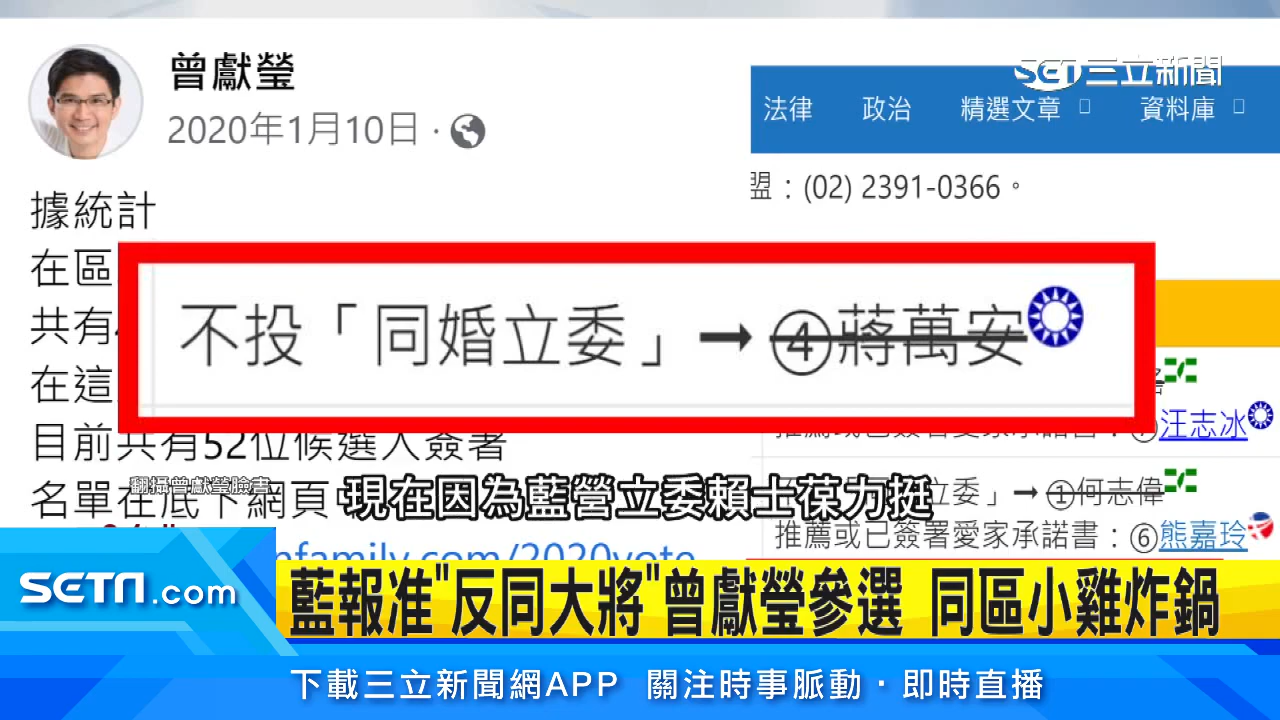 曾獻瑩
2020年1月10日 ·
SET 三立新聞
法律 政治 精選文章 資料庫
盟：(02) 2391-0366。
據統計
在區
共有
在這
目前共有52位候選人簽署
名單在底下網頁
不投「同婚立委」➞ ④蔣萬安
汪志冰
立委」➞ ①何志偉
推薦或已簽署愛家承諾書：⑥熊嘉玲
翻攝曾獻瑩臉書
現在因為藍營立委賴士葆力挺
nfamily.com/2020vote
SETN.com
藍報准"反同大將"曾獻瑩參選 同區小雞炸鍋
下載三立新聞網APP 關注時事脈動·即時直播